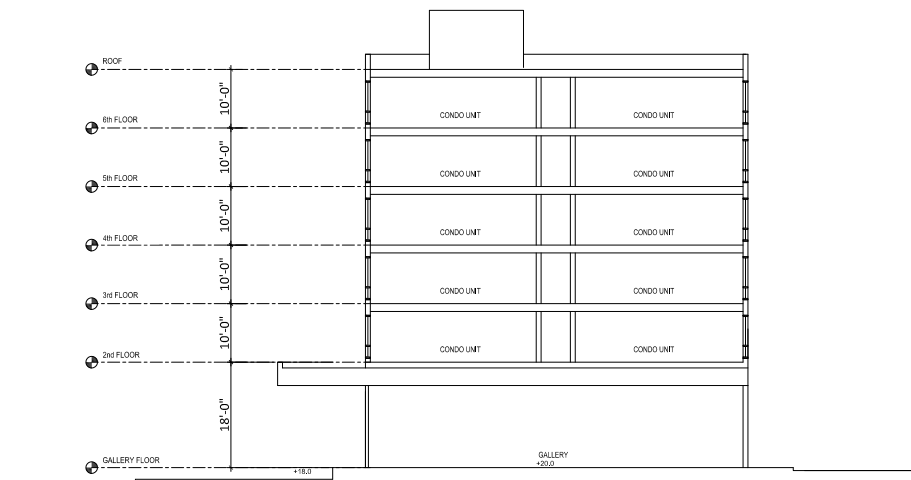 ROOF
10'-0"
6th FLOOR
CONDO UNIT
CONDO UNIT
10'-0"
5th FLOOR
CONDO UNIT
CONDO UNIT
10'-0"
4th FLOOR
CONDO UNIT
CONDO UNIT
10'-0"
3rd FLOOR
CONDO UNIT
CONDO UNIT
10'-0"
2nd FLOOR
CONDO UNIT
CONDO UNIT
18'-0"
GALLERY FLOOR
GALLERY
+20.0
+18.0